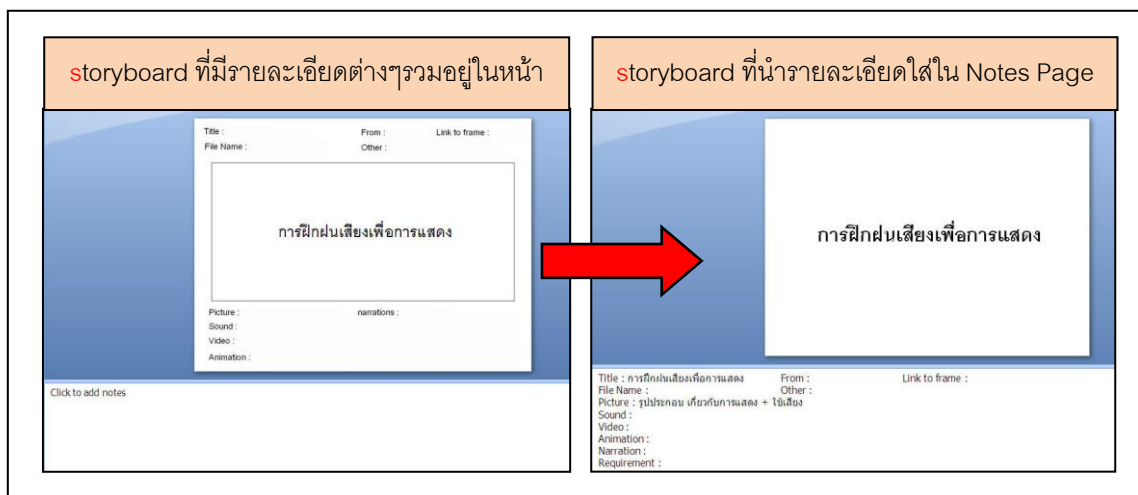 storyboard ที่มีรายละเอียดต่างๆรวมอยู่ในหน้า
Title :
From :
Link to frame :
File Name :
Other :
การฝึกฝนเสียงเพื่อการแสดง
Picture :
narrations :
Sound :
Video :
Animation :
Click to add notes
storyboard ที่นำรายละเอียดใส่ใน Notes Page
การฝึกฝนเสียงเพื่อการแสดง
Title : การฝึกฝนเสียงเพื่อการแสดง From : Link to frame :
File Name : Other :
Picture : รูปประกอบ เกี่ยวกับการแสดง + ใช้เสียง
Sound :
Video :
Animation :
Narration :
Requirement :